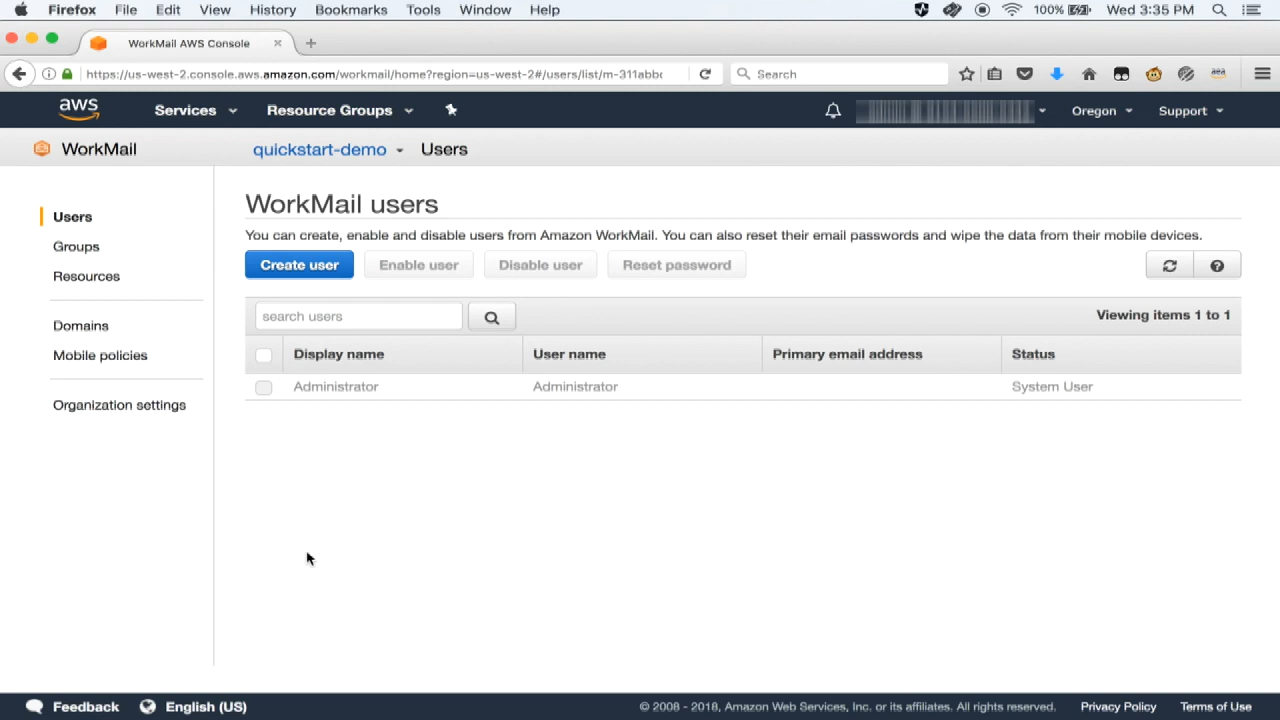 Firefox File Edit View History Bookmarks Tools Window Help 100% Wed 3:35 PM
WorkMail AWS Console
https://us-west-2.console.aws.amazon.com/workmail/home?region=us-west-2#/users/list/m-311abb Search aea
aws Services Resource Groups Oregon Support
WorkMail quickstart-demo Users
Users
Groups
Resources
Domains
Mobile policies
Organization settings
WorkMail users
You can create, enable and disable users from Amazon WorkMail. You can also reset their email passwords and wipe the data from their mobile devices.
Create user Enable user Disable user Reset password
search users Viewing items 1 to 1
Display name User name Primary email address Status
Administrator Administrator System User
Feedback English (US) © 2008 - 2018, Amazon Web Services, Inc. or its affiliates. All rights reserved. Privacy Policy Terms of Use